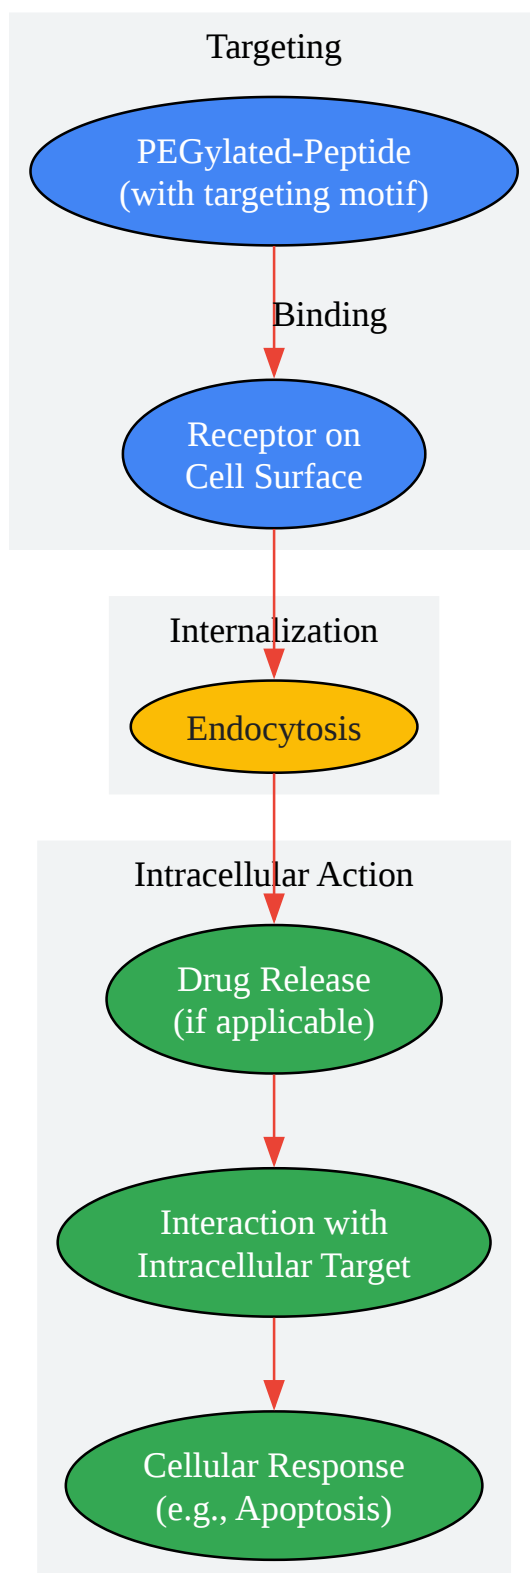 Targeting
PEGylated-Peptide
(with targeting motif)
Binding
Receptor on
Cell Surface
Internalization
Endocytosis
Intracellular Action
Drug Release
(if applicable)
Interaction with
Intracellular Target
Cellular Response
(e.g., Apoptosis)